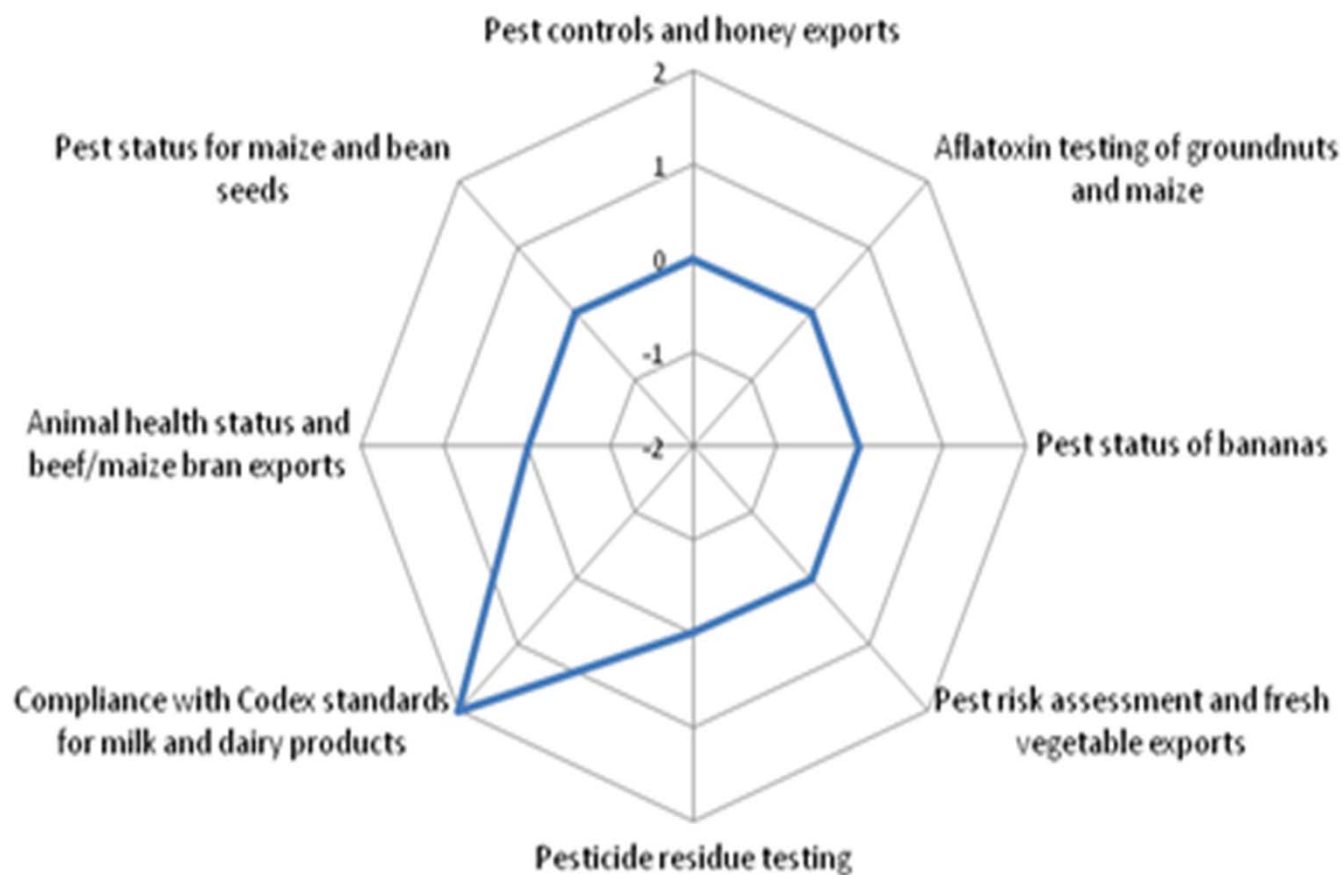 Pest controls and honey exports
2
Pest status for maize and bean
seeds
Aflatoxin testing of groundnuts
and maize
1
0
-1
Animal health status and
beef/maize bran exports
-2
Pest status of bananas
Compliance with Codex standards
for milk and dairy products
Pest risk assessment and fresh
vegetable exports
Pesticide residue testing